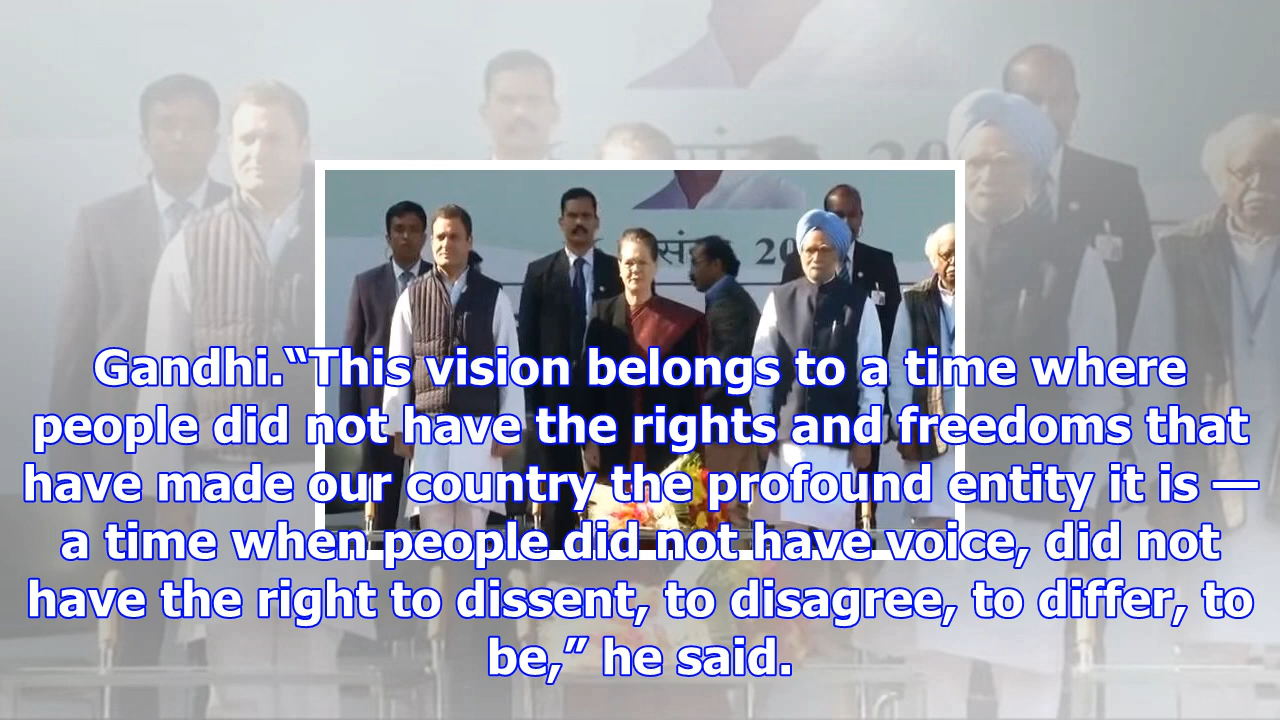 संसद 20
Gandhi.“This vision belongs to a time where
people did not have the rights and freedoms that
have made our country the profound entity it is —
a time when people did not have voice, did not
have the right to dissent, to disagree, to differ, to
be,” he said.